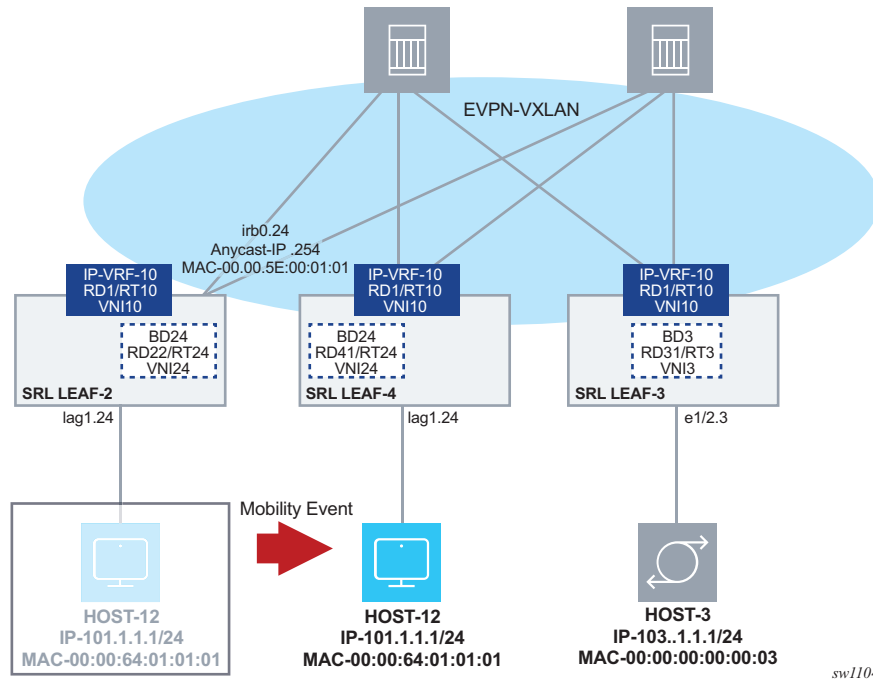 EVPN-VXLAN
irb0.24
Anycast-IP .254
MAC-00.00.5E:00:01:01
IP-VRF-10
RD1/RT10
VNI10
BD24
RD22/RT24
VNI24
SRL LEAF-2
IP-VRF-10
RD1/RT10
VNI10
BD24
RD41/RT24
VNI24
SRL LEAF-4
IP-VRF-10
RD1/RT10
VNI10
BD3
RD31/RT3
VNI3
SRL LEAF-3
lag1.24
lag1.24
e1/2.3
Mobility Event
HOST-12
IP-101.1.1.1/24
MAC-00:00:64:01:01:01
HOST-12
IP-101.1.1.1/24
MAC-00:00:64:01:01:01
HOST-3
IP-103..1.1.1/24
MAC-00:00:00:00:00:03